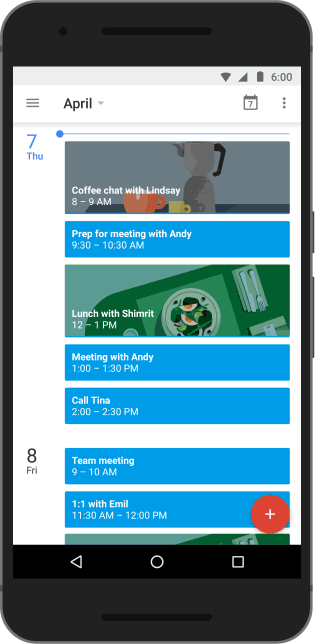 6:00
April
7
7
Thu
Coffee chat with Lindsay
8 – 9 AM
Prep for meeting with Andy
9:30 – 10:30 AM
Lunch with Shimrit
12 – 1 PM
Meeting with Andy
1:00 – 1:30 PM
Call Tina
2:00 – 2:30 PM
8
Fri
Team meeting
9 – 10 AM
1:1 with Emil
11:30 AM – 12:00 PM